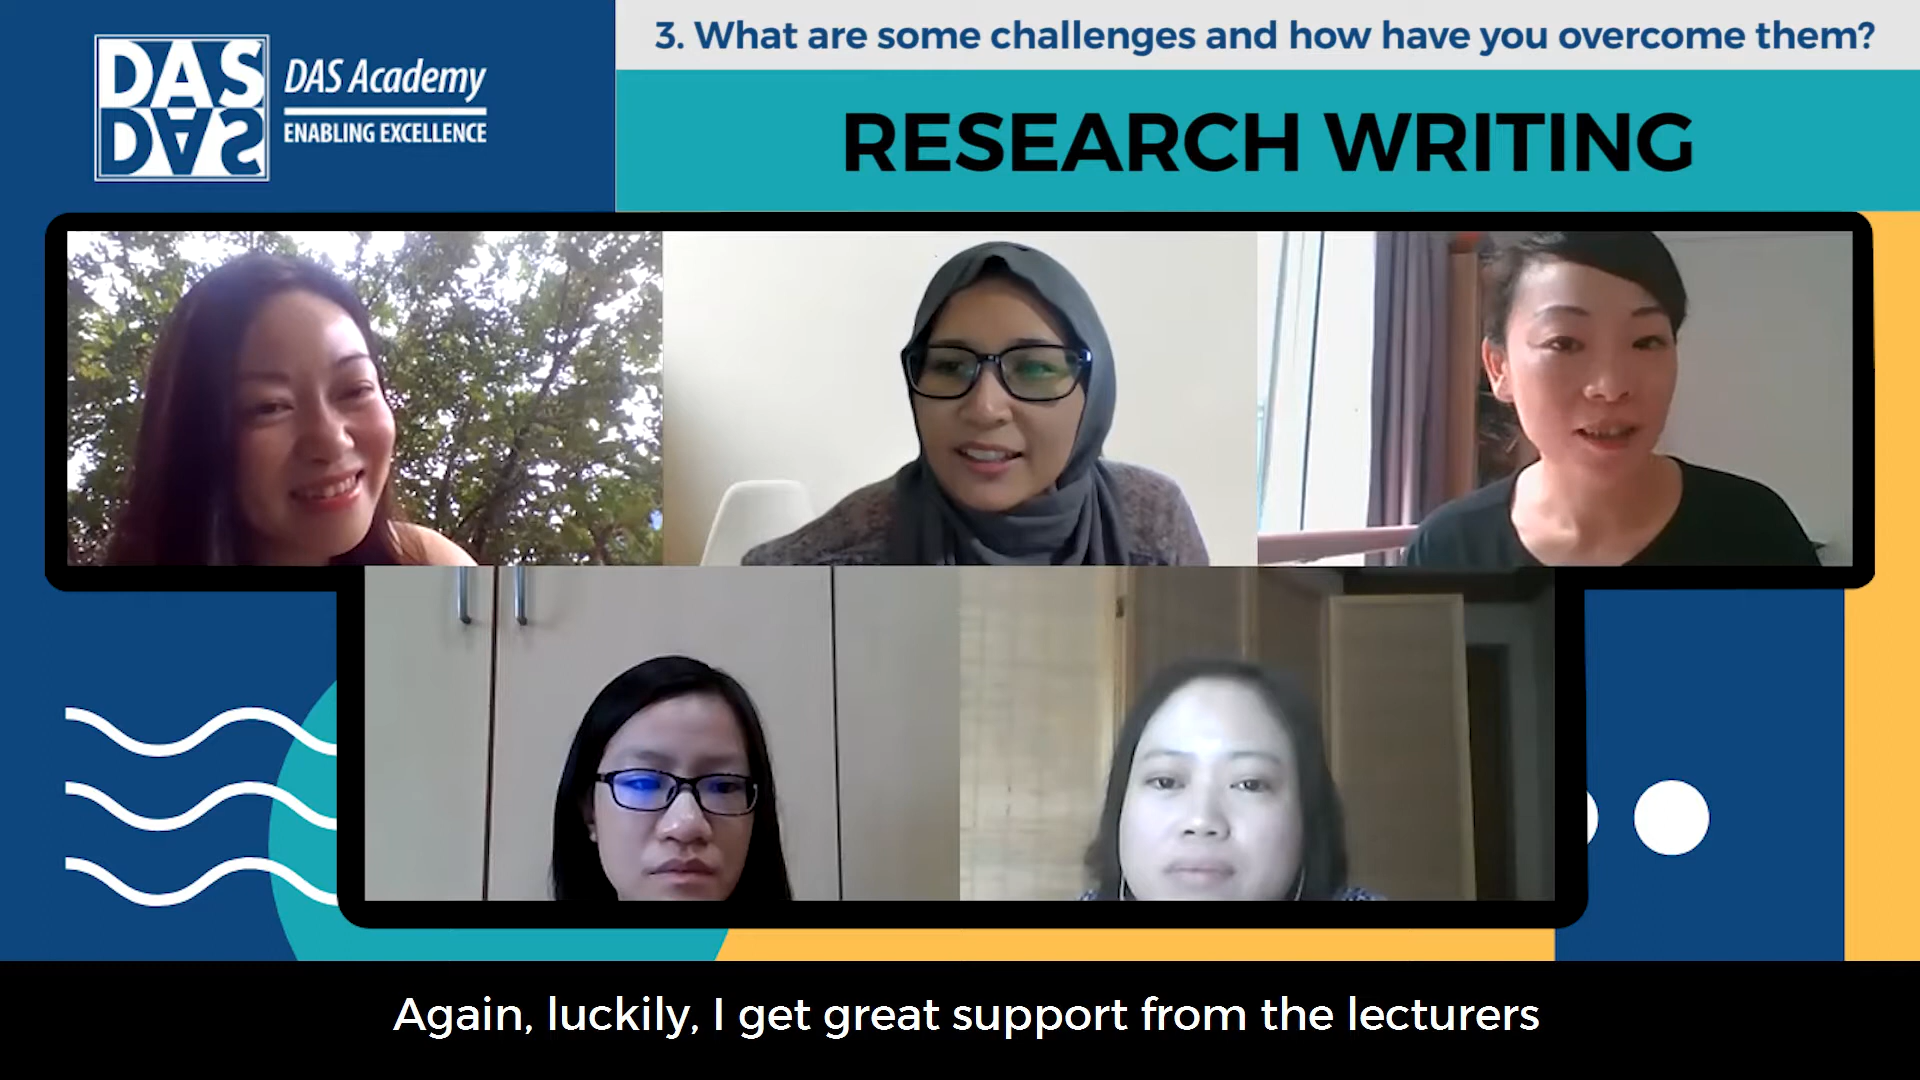 DAS
DAS
DAS Academy
ENABLING EXCELLENCE
3. What are some challenges and how have you overcome them?
RESEARCH WRITING
Again, luckily, I get great support from the lecturers